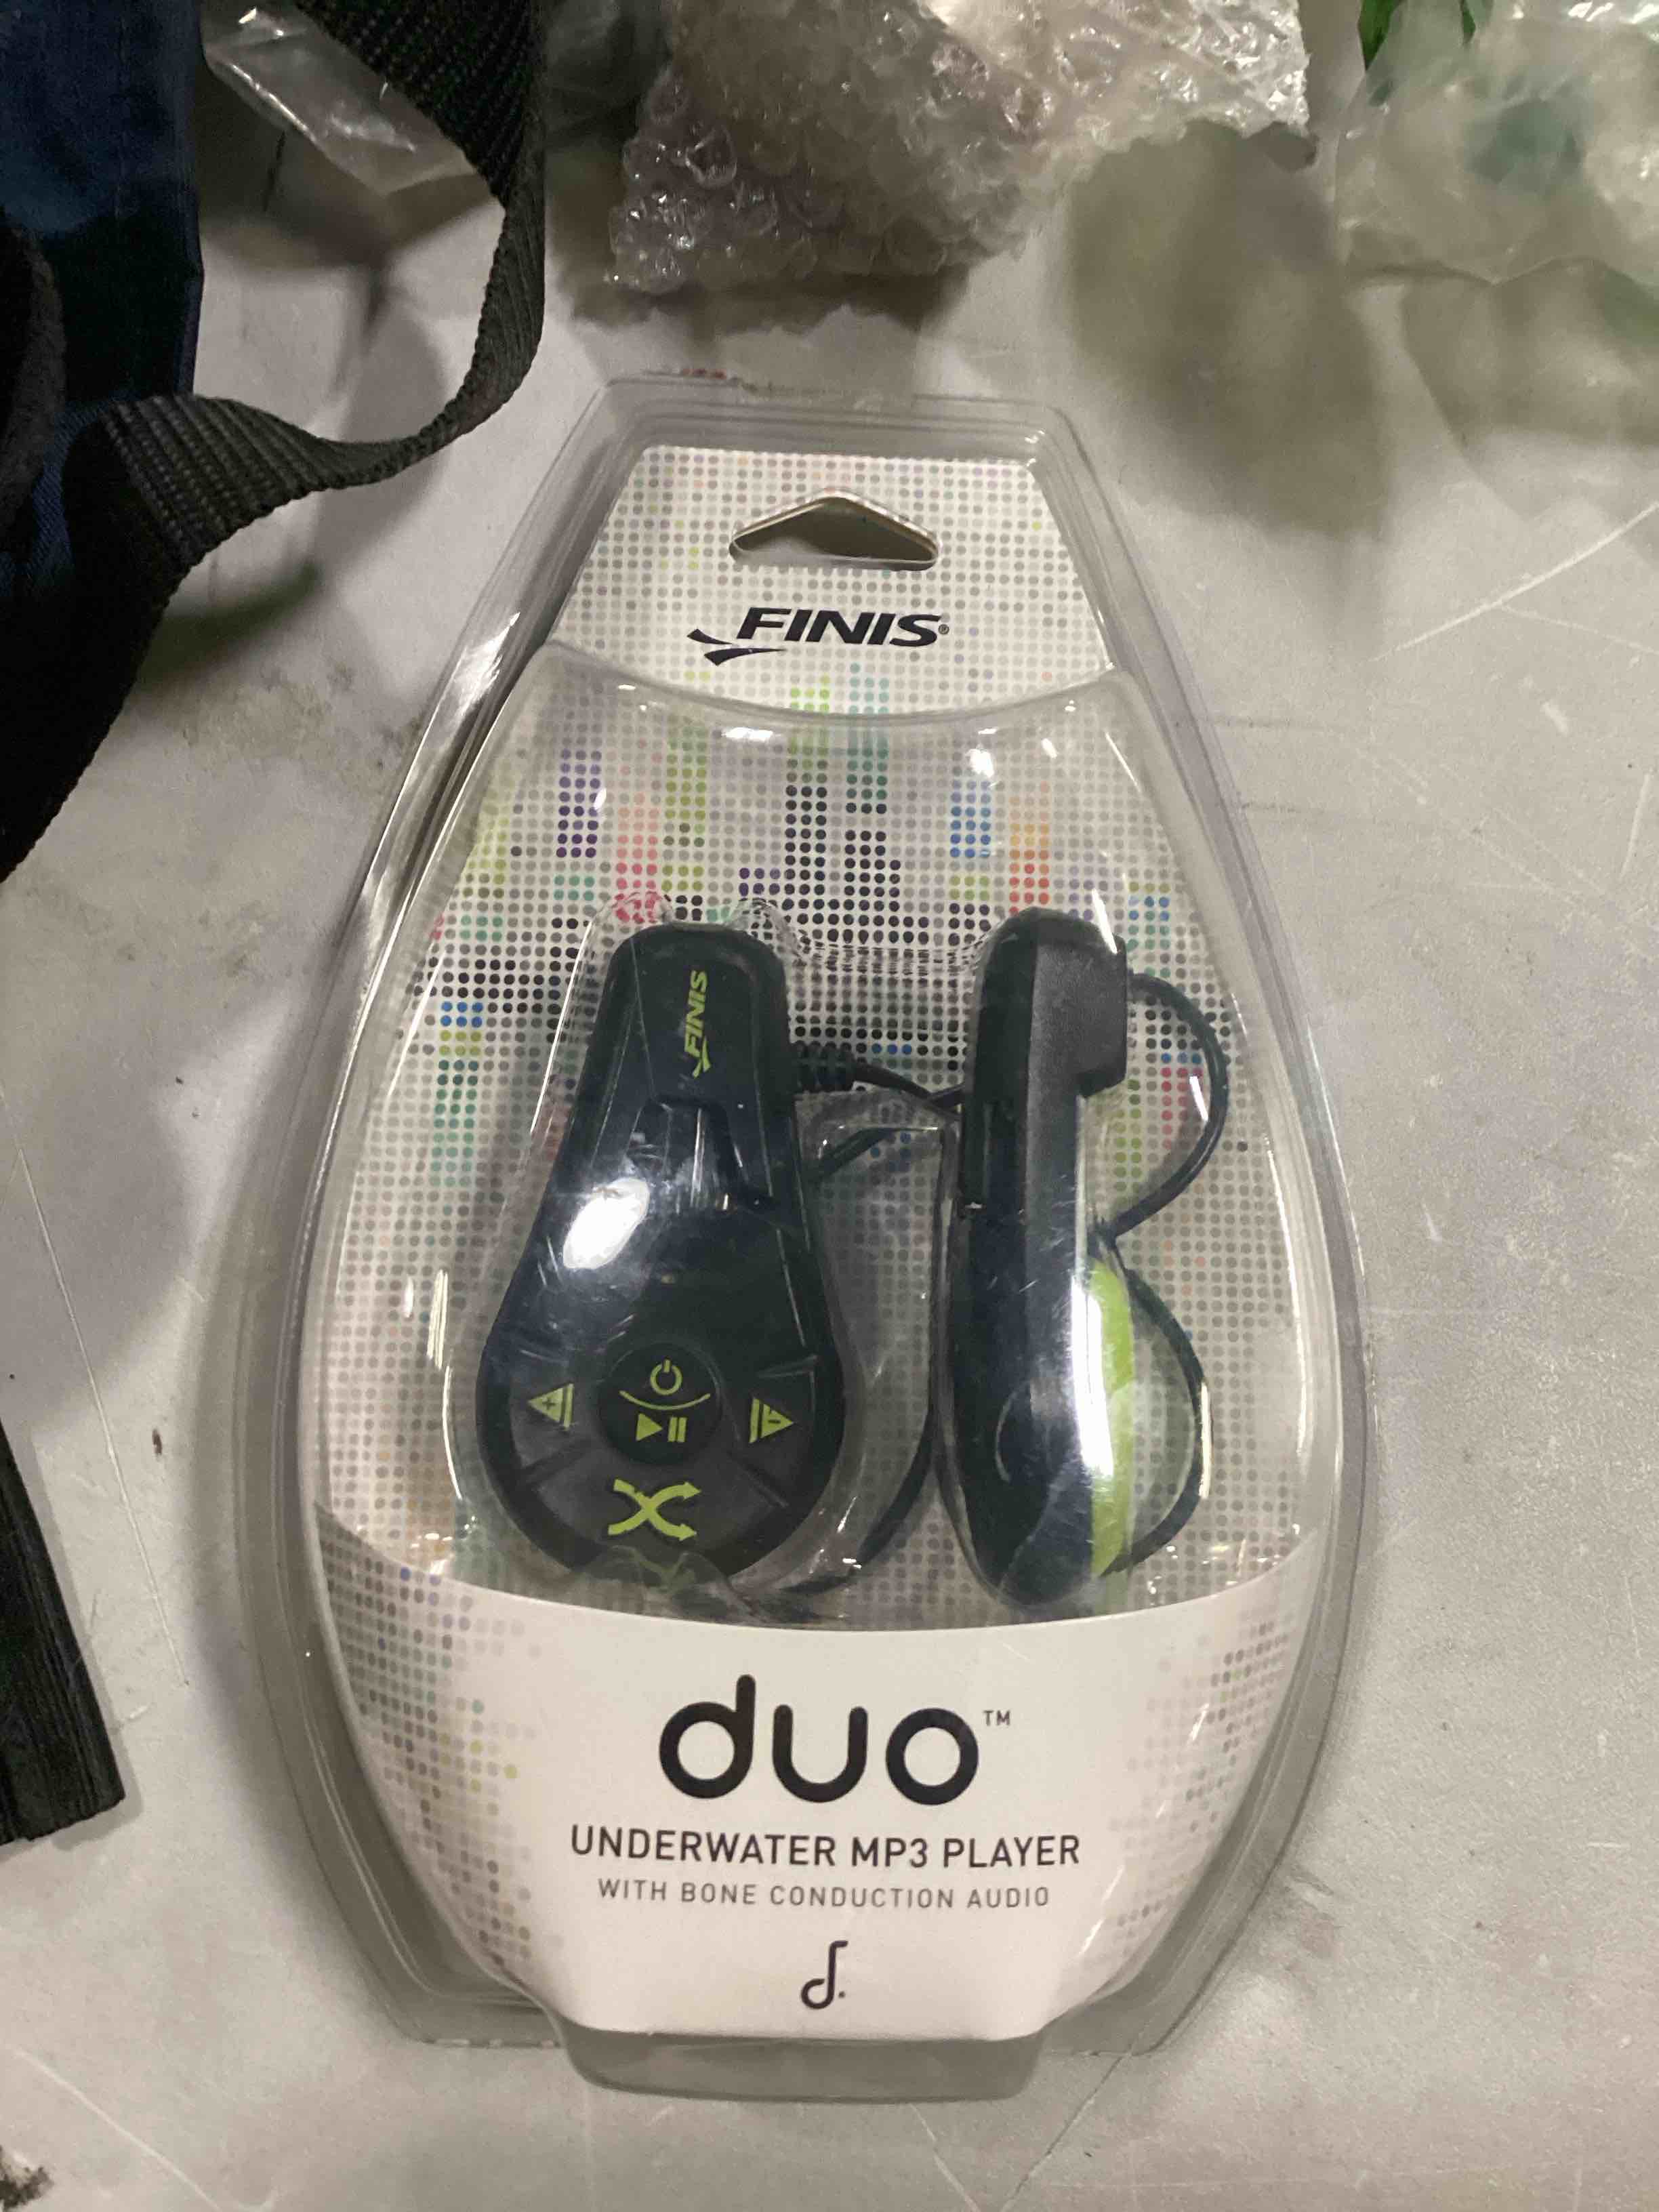 FINIS®
FINIS
duo™
UNDERWATER MP3 PLAYER
WITH BONE CONDUCTION AUDIO